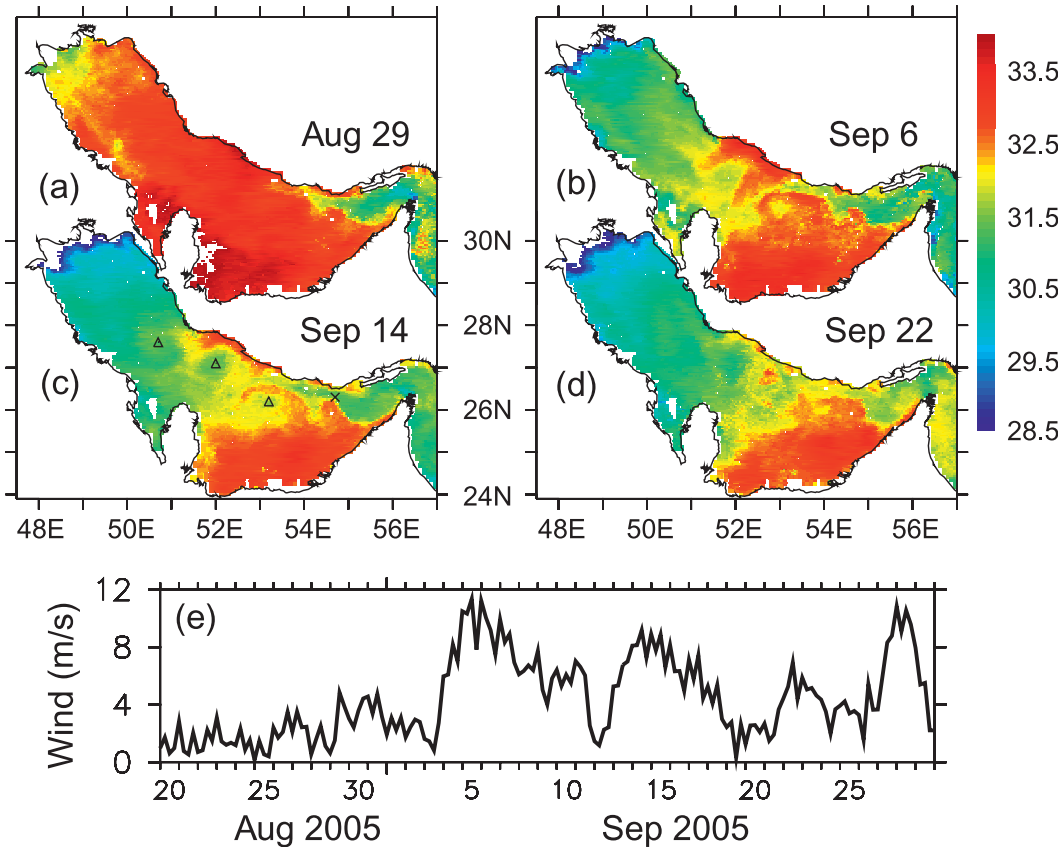 Aug 29
(a)
Sep 6
(b)
33.5
32.5
31.5
30.5
29.5
28.5
30N
28N
26N
24N
Sep 14
(c)
Sep 22
(d)
48E 50E 52E 54E 56E
48E 50E 52E 54E 56E
(e)
Wind (m/s)
12
8
4
0
20 25 30 5 10 15 20 25
Aug 2005 Sep 2005